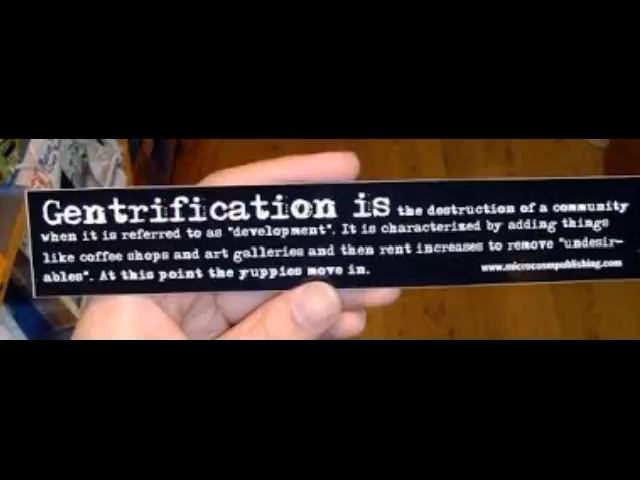 Gentrification is the destruction of a community
when it is referred to as "development". It is characterized by adding things
like coffee shops and art galleries and then rent increases to remove "undesir-
ables". At this point the yuppies move in.
www.microcosmpublishing.com